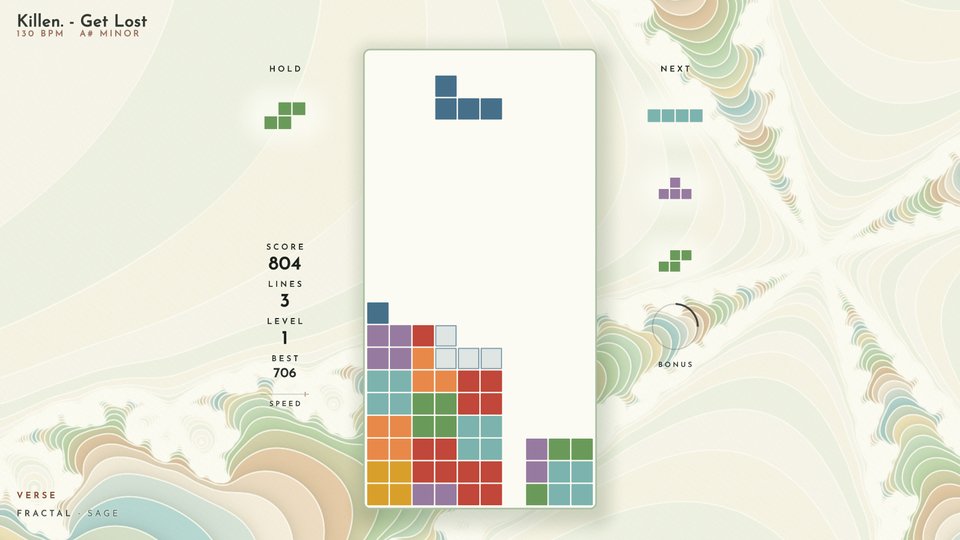 Killen. - Get Lost
130 BPM A# MINOR
HOLD
NEXT
SCORE
804
LINES
3
LEVEL
1
BEST
706
SPEED
BONUS
VERSE
FRACTAL · SAGE